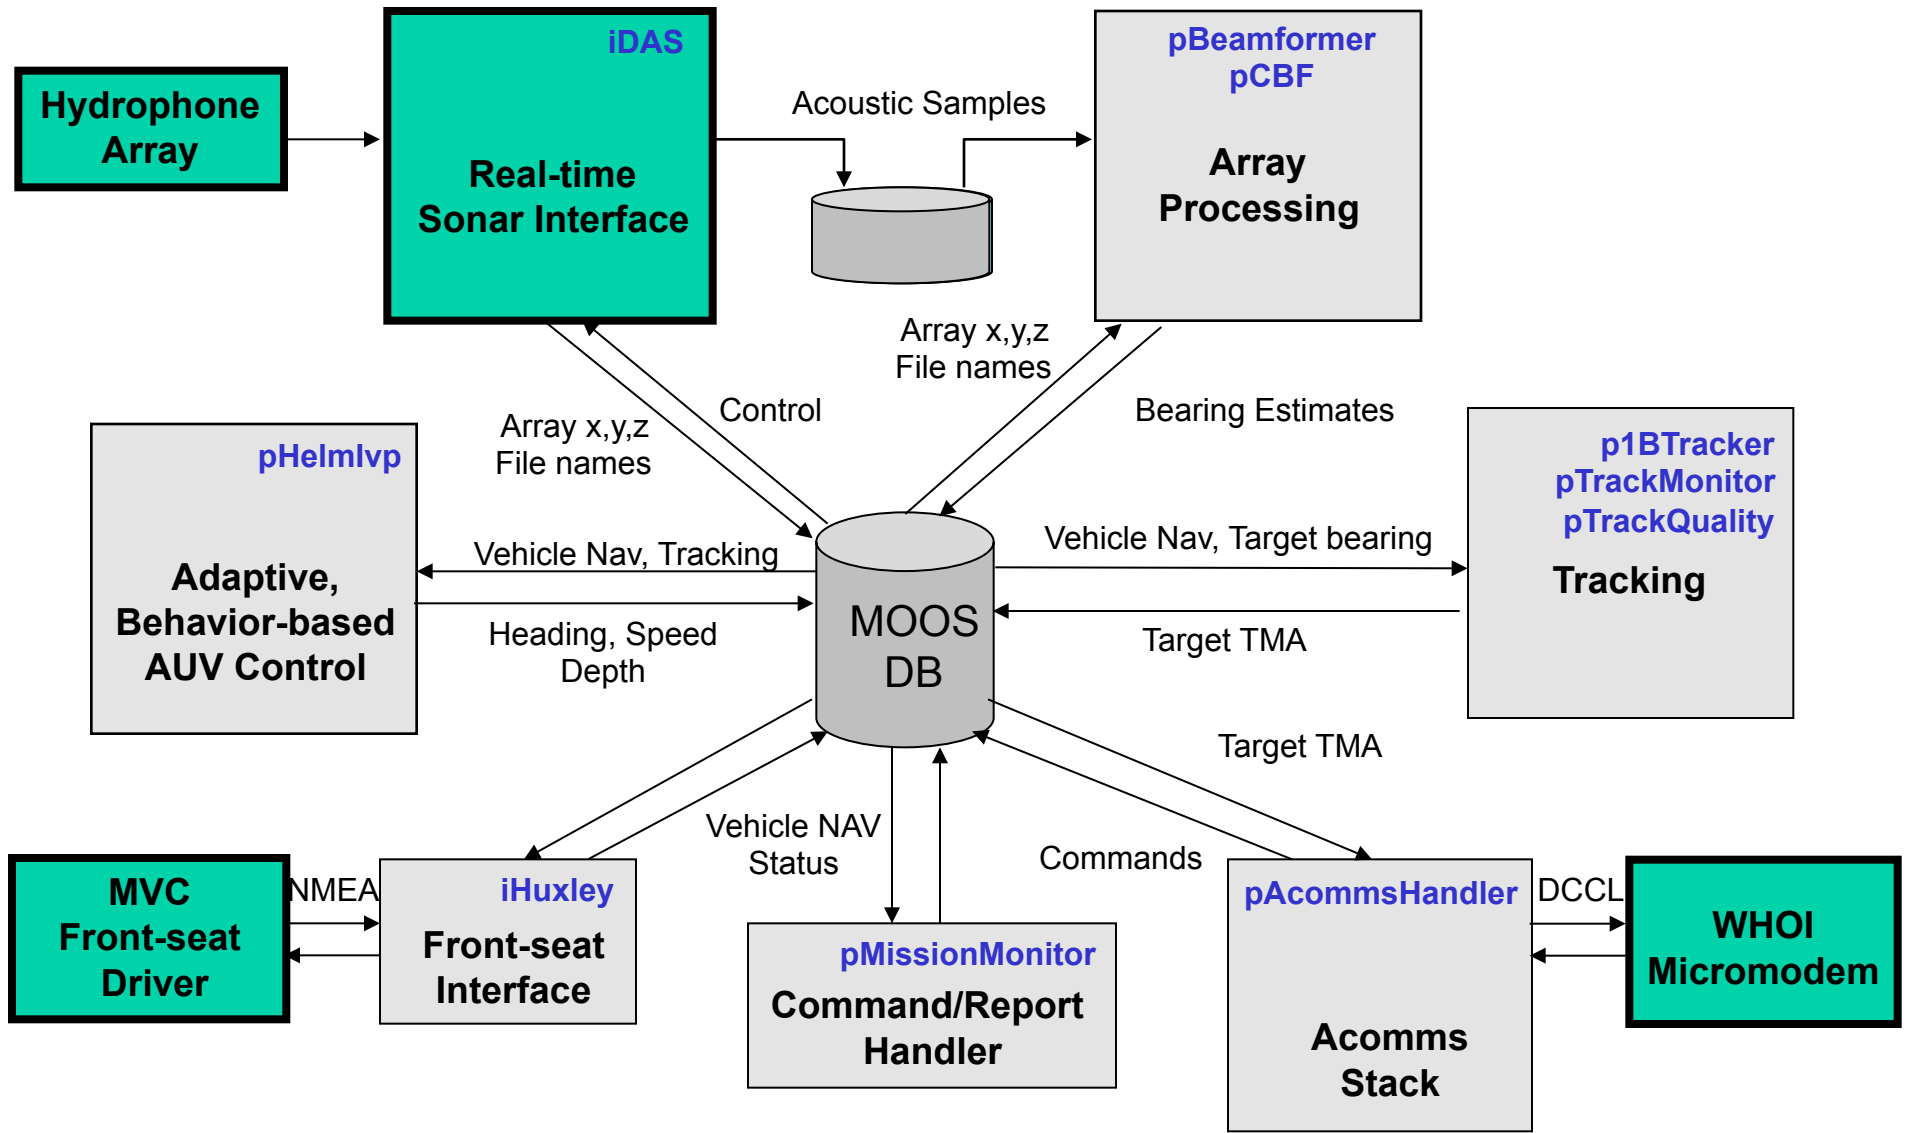 iDAS
pBeamformer
pCBF
Hydrophone
Array
Acoustic Samples
Real-time
Sonar Interface
Array
Processing
Array x,y,z
File names
Control
Bearing Estimates
Array x,y,z
File names
pHelmIvp
p1BTracker
pTrackMonitor
pTrackQuality
Vehicle Nav, Tracking
Vehicle Nav, Target bearing
Adaptive,
Behavior-based
AUV Control
Tracking
MOOS
DB
Heading, Speed
Depth
Target TMA
Target TMA
Vehicle NAV
Status
Commands
MVC
Front-seat
Driver
NMEA
iHuxley
Front-seat
Interface
pMissionMonitor
Command/Report
Handler
pAcommsHandler
Acomms
Stack
DCCL
WHOI
Micromodem